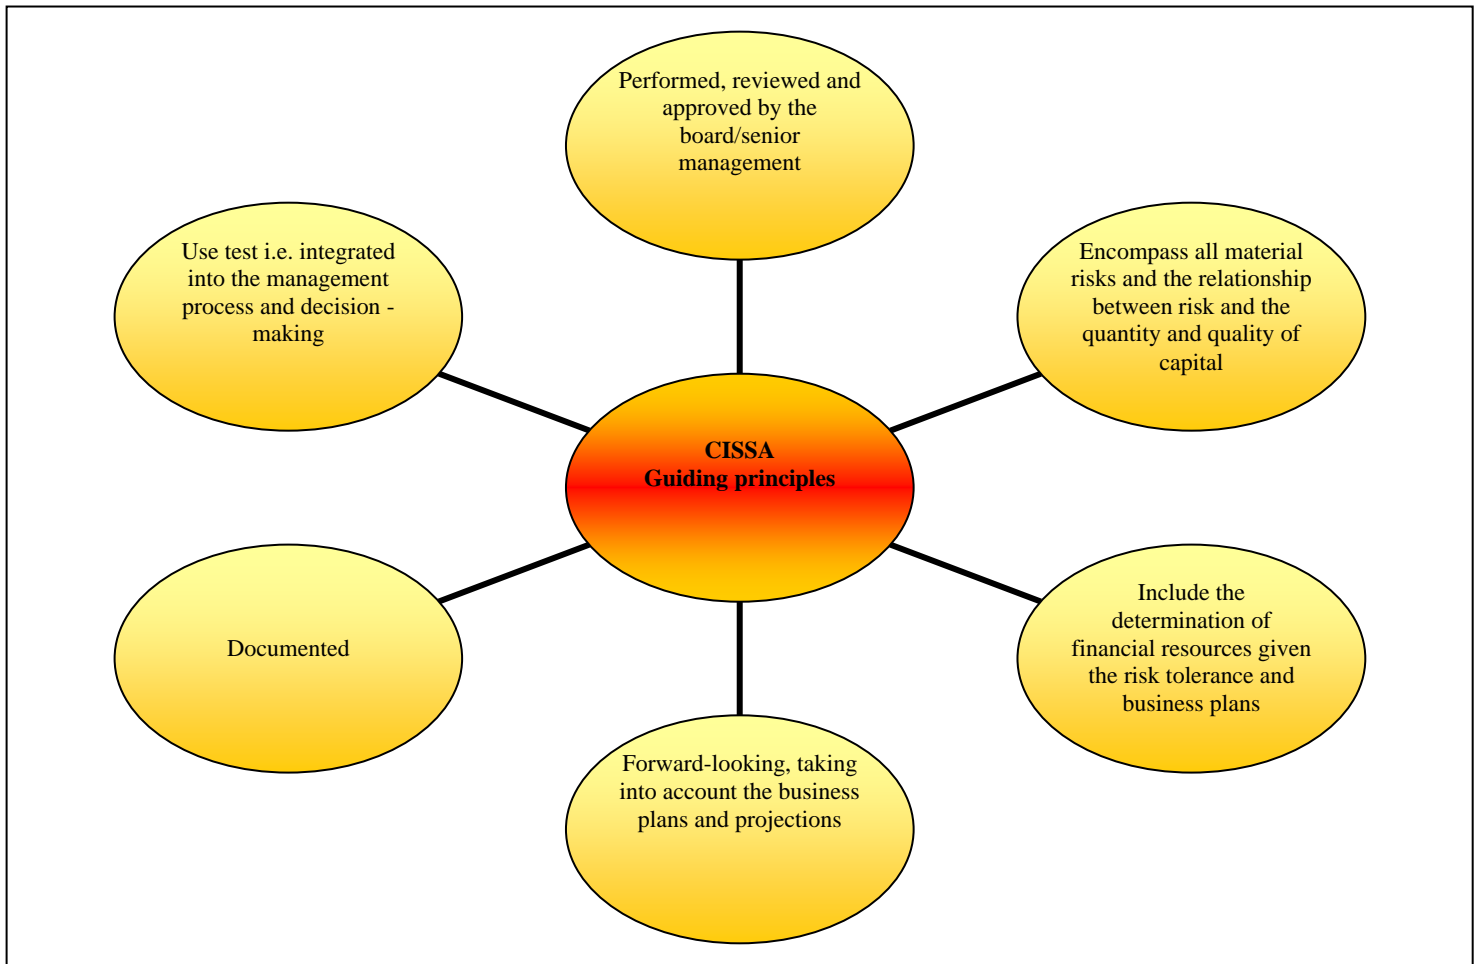 Performed, reviewed and
approved by the
board/senior
management
Use test i.e. integrated
into the management
process and decision -
making
Encompass all material
risks and the relationship
between risk and the
quantity and quality of
capital
CISSA
Guiding principles
Documented
Include the
determination of
financial resources given
the risk tolerance and
business plans
Forward-looking, taking
into account the business
plans and projections